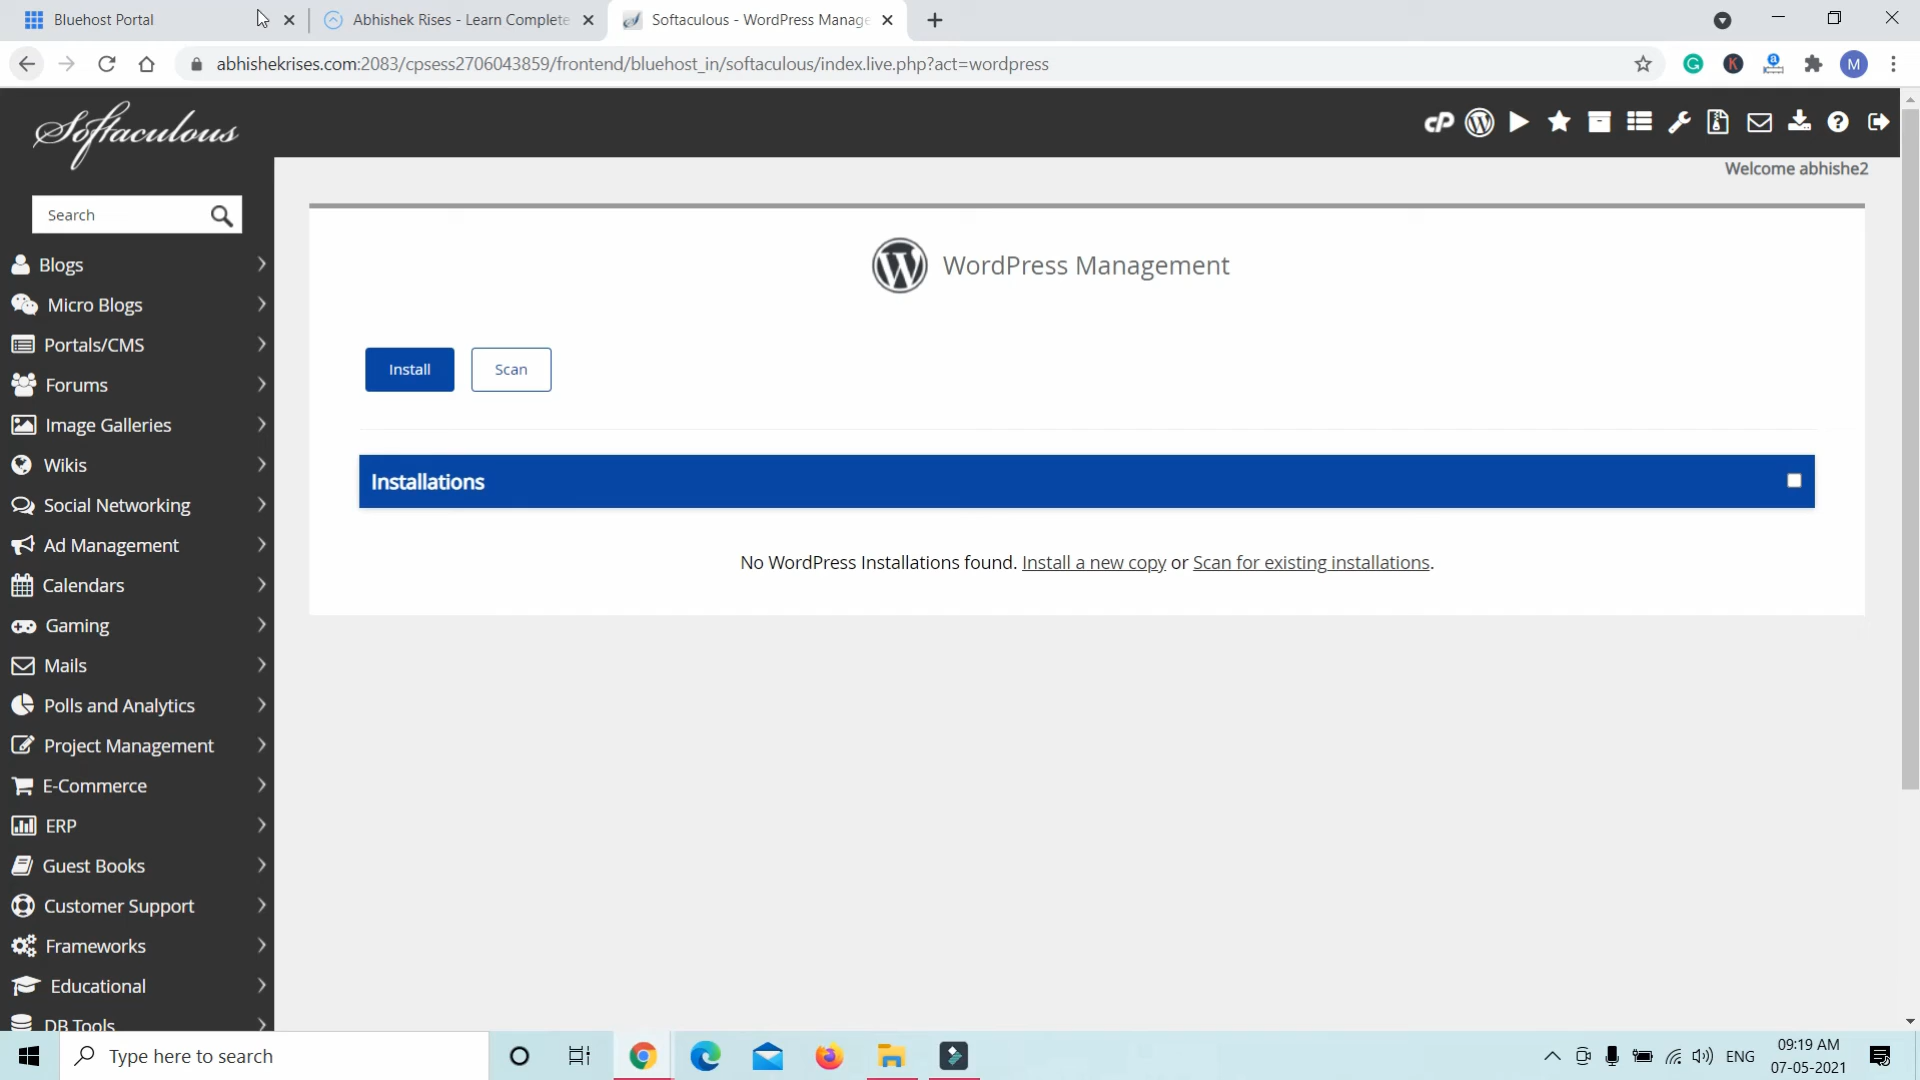 Bluehost Portal
Abhishek Rises - Learn Complete
Softaculous - WordPress Manage
abhishekrises.com:2083/cpsess2706043859/frontend/bluehost_in/softaculous/index.live.php?act=wordpress
M
Softaculous
cP
Welcome abhishe2
Search
WordPress Management
Blogs
Micro Blogs
Portals/CMS
Install
Scan
Forums
Image Galleries
Wikis
Installations
Social Networking
Ad Management
No WordPress Installations found. Install a new copy or Scan for existing installations.
Calendars
Gaming
Mails
Polls and Analytics
Project Management
E-Commerce
ERP
Guest Books
Customer Support
Frameworks
Educational
DB Tools
Type here to search
ENG
09:19 AM
07-05-2021